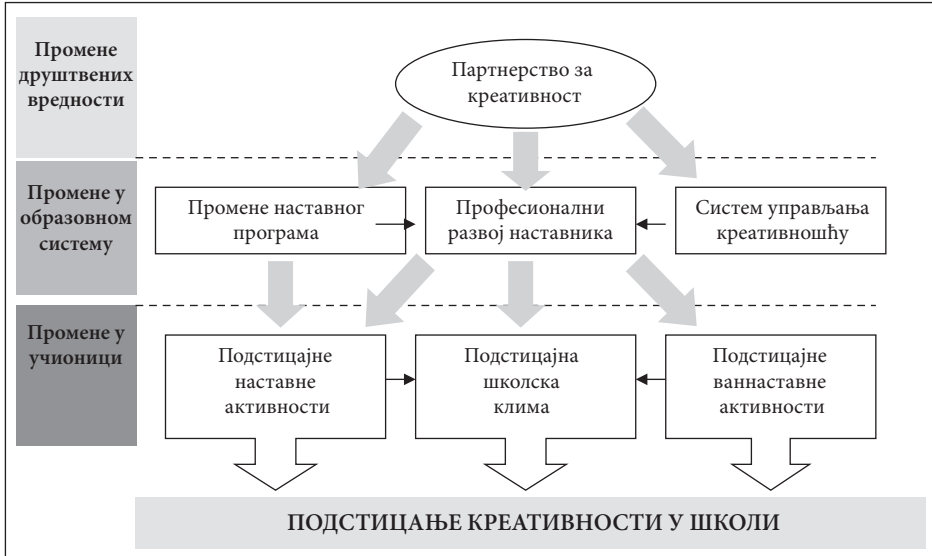 Промене
друштвених
вредности
Партнерство за
креативност
Промене у
образовном
систему
Промене наставног
програма
Професионални
развој наставника
Систем управљања
креативношћу
Промене у
учионици
Подстицајне
наставне
активности
Подстицајна
школска
клима
Подстицајне
ваннаставне
активности
ПОДСТИЦАЊЕ КРЕАТИВНОСТИ У ШКОЛИ